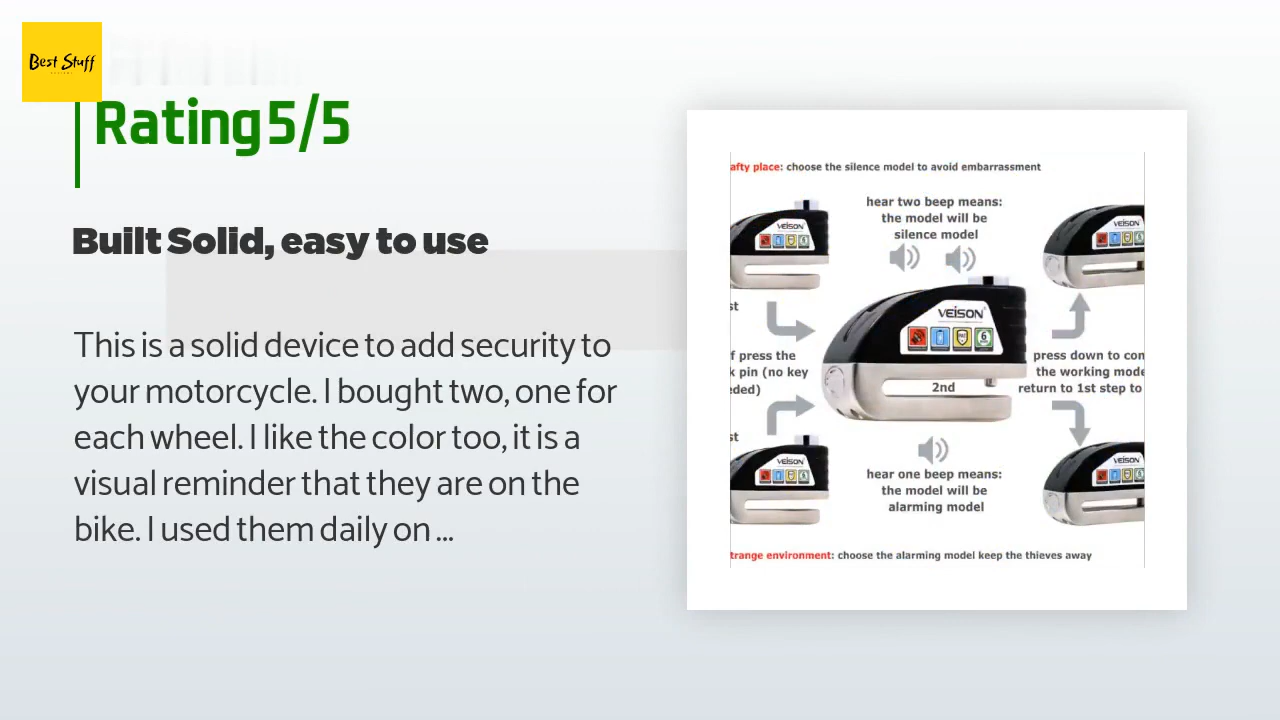 Best Stuff
Rating 5/5
Built Solid, easy to use
This is a solid device to add security to
your motorcycle. I bought two, one for
each wheel. I like the color too, it is a
visual reminder that they are on the
bike. I used them daily on ...
afty place: choose the silence model to avoid embarrassment
hear two beep means:
the model will be
silence model
VEISON
VEISON
VEISON
st
f press the
k pin (no key
eded)
2nd
press down to con
the working mode
return to 1st step to
st
VEISON
VEISON
hear one beep means:
the model will be
alarming model
trange environment: choose the alarming model keep the thieves away